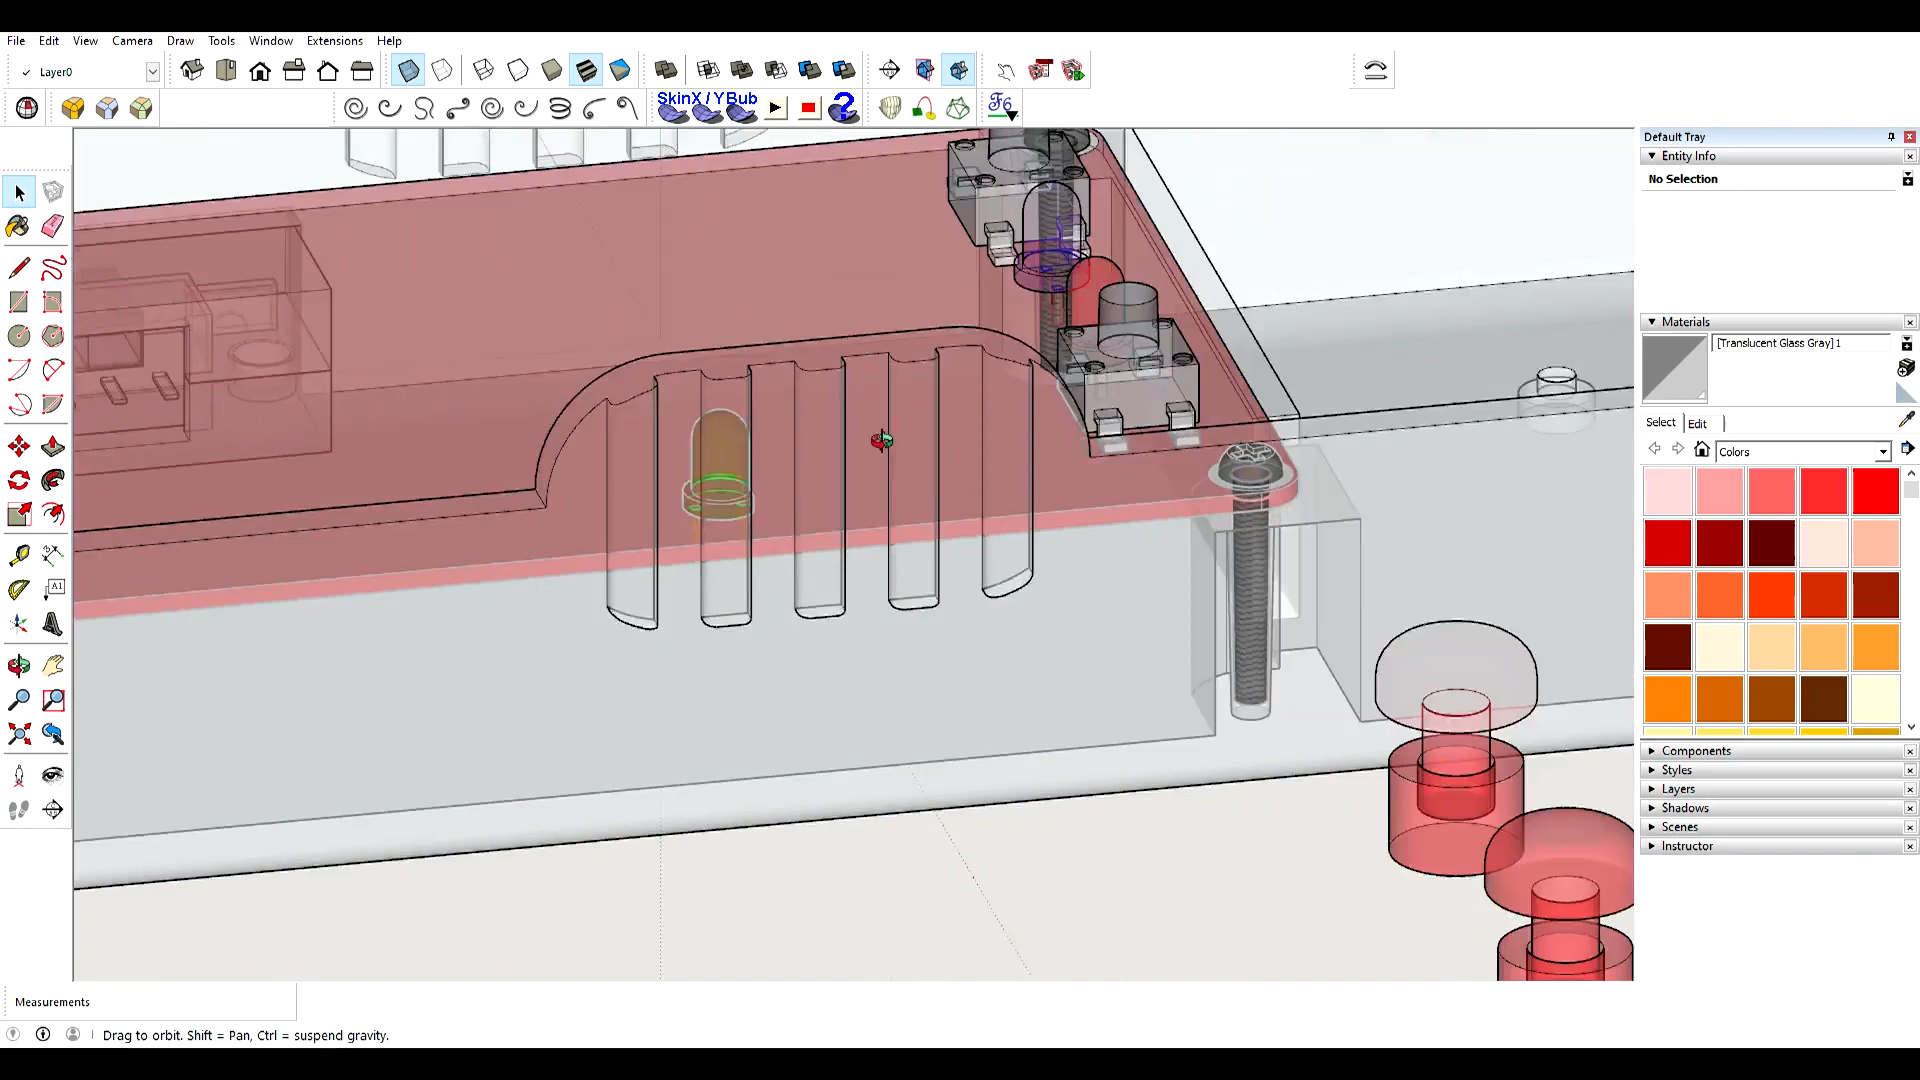 File Edit View Camera Draw Tools Window Extensions Help
Layer0
SkinX / YBub
?
F6
Default Tray
Entity Info
No Selection
Materials
[Translucent Glass Gray]1
Select Edit
Colors
A1
Components
Styles
Layers
Shadows
Scenes
Instructor
Measurements
Drag to orbit. Shift = Pan, Ctrl = suspend gravity.